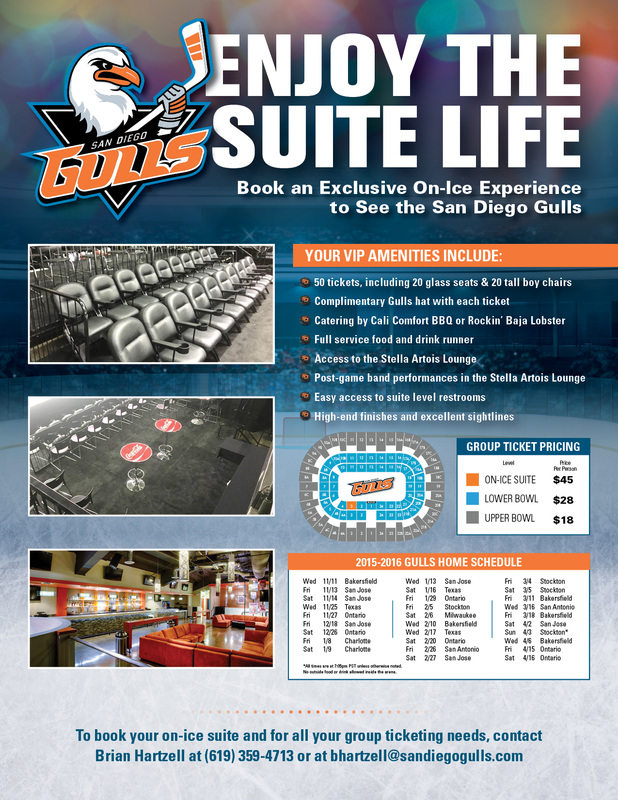 ENJOY THE
SUITE LIFE
SAN DIEGO
GULLS
Book an Exclusive On-Ice Experience
to See the San Diego Gulls
YOUR VIP AMENITIES INCLUDE:
50 tickets, including 20 glass seats & 20 tall boy chairs
Complimentary Gulls hat with each ticket
Catering by Cali Comfort BBQ or Rockin' Baja Lobster
Full service food and drink runner
Access to the Stella Artois Lounge
Post-game band performances in the Stella Artois Lounge
Easy access to suite level restrooms
High-end finishes and excellent sightlines
Coca-Cola
Coca-Cola
GULLS
GROUP TICKET PRICING
Level Price Per Person
ON-ICE SUITE $45
LOWER BOWL $28
UPPER BOWL $18
2015-2016 GULLS HOME SCHEDULE
Wed 11/11 Bakersfield
Fri 11/13 San Jose
Sat 11/14 San Jose
Wed 11/25 Texas
Fri 11/27 Ontario
Fri 12/18 San Jose
Sat 12/26 Ontario
Fri 1/8 Charlotte
Sat 1/9 Charlotte
Wed 1/13 San Jose
Sat 1/16 Texas
Fri 1/29 Ontario
Fri 2/5 Stockton
Sat 2/6 Milwaukee
Wed 2/10 Bakersfield
Wed 2/17 Texas
Sat 2/20 Ontario
Fri 2/26 San Antonio
Sat 2/27 San Jose
Fri 3/4 Stockton
Sat 3/5 Stockton
Fri 3/11 Bakersfield
Wed 3/16 San Antonio
Fri 3/18 Bakersfield
Sat 4/2 San Jose
Sun 4/3 Stockton*
Wed 4/6 Bakersfield
Fri 4/15 Ontario
Sat 4/16 Ontario
*All times are at 7:05pm PST unless otherwise noted.
No outside food or drink allowed inside the arena.
To book your on-ice suite and for all your group ticketing needs, contact
Brian Hartzell at (619) 359-4713 or at bhartzell@sandiegogulls.com